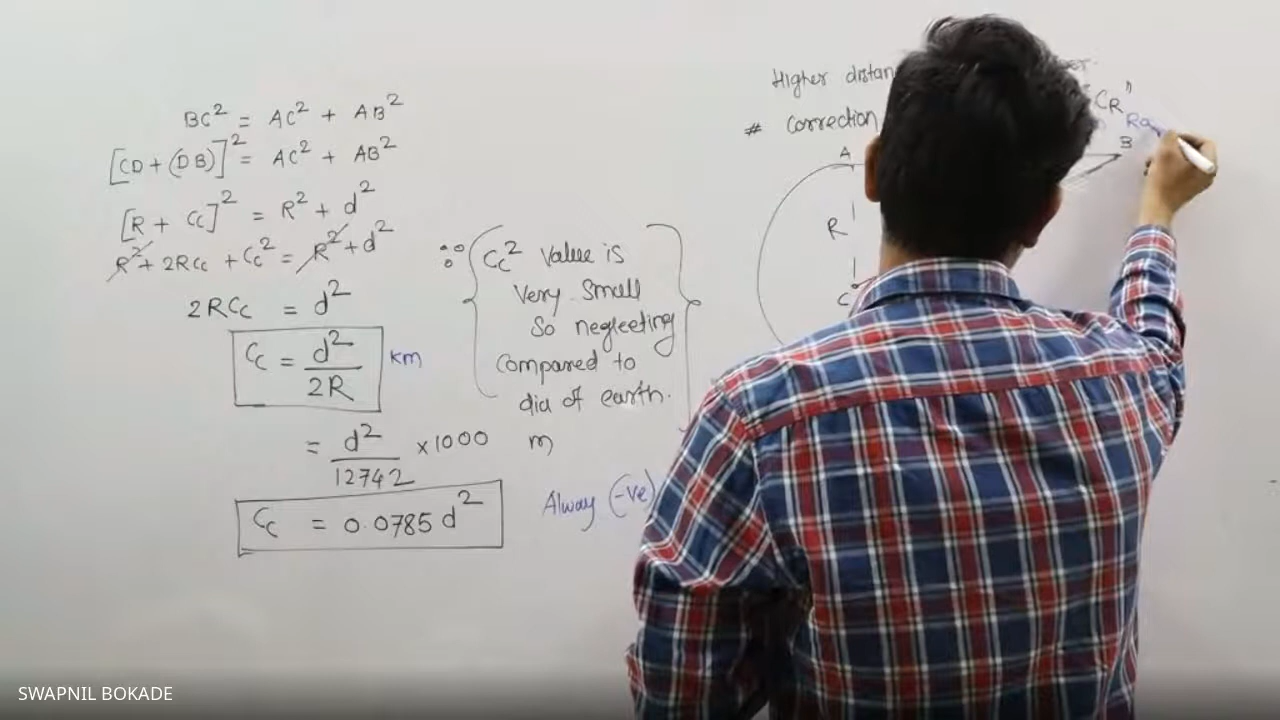 BC² = AC² + AB²
[CD + (DB)]² = AC² + AB²
[R + Cc]² = R² + d²
R² + 2RCc + Cc² = R² + d²
2RCc = d²
Cc = d² / 2R km
= d² / 12742 × 1000 m
Cc = 0.0785 d²
Alway (-ve)
∴ Cc² value is
very small
So neglecting
compared to
dia of earth.
Higher
# Correction
CR"
A
B
R
C
SWAPNIL BOKADE